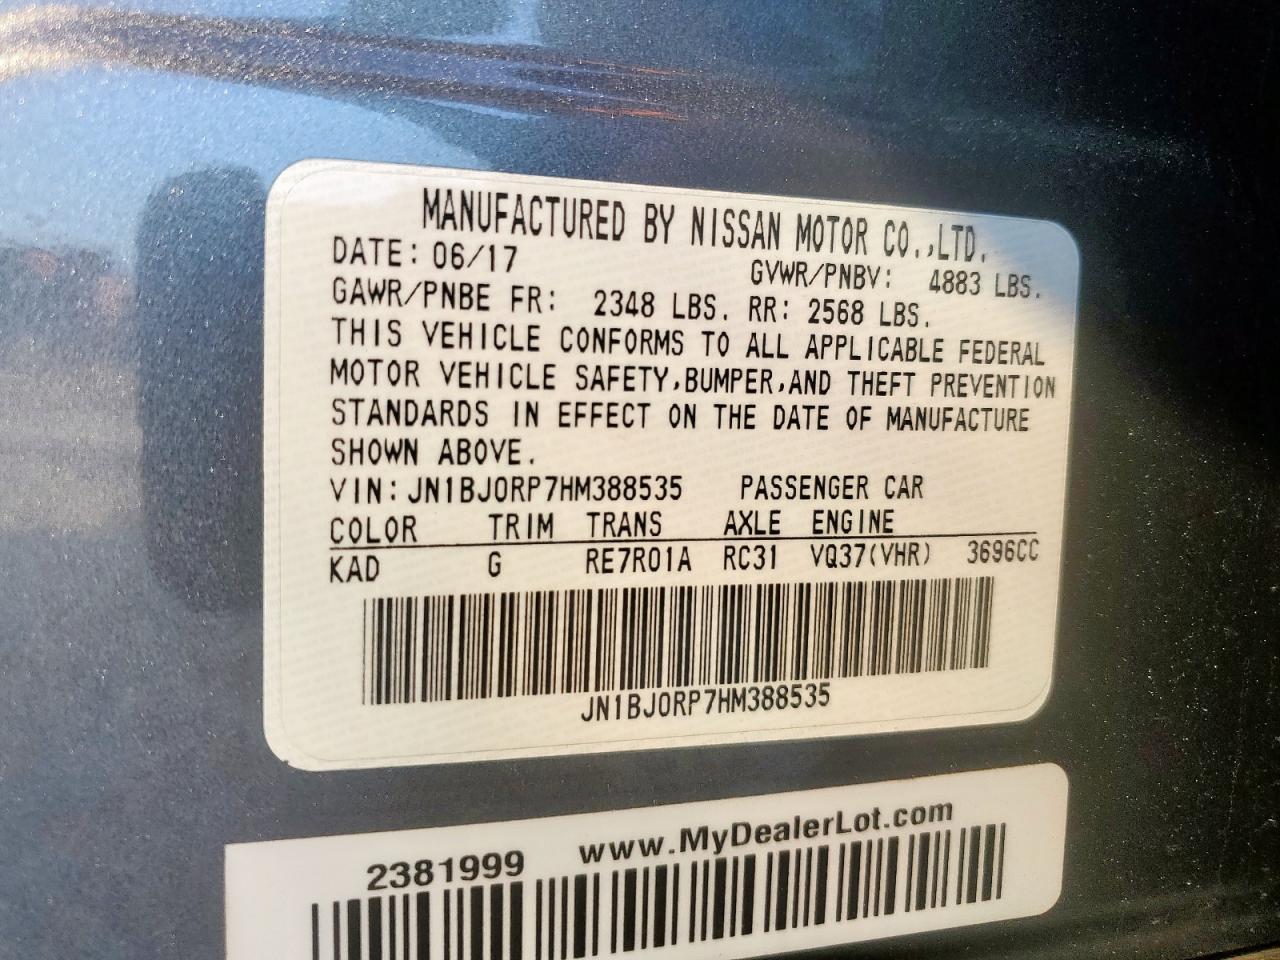 MANUFACTURED BY NISSAN MOTOR CO.,LTD.
DATE: 06/17 GVWR/PNBV: 4883 LBS.
GAWR/PNBE FR: 2348 LBS. RR: 2568 LBS.
THIS VEHICLE CONFORMS TO ALL APPLICABLE FEDERAL
MOTOR VEHICLE SAFETY,BUMPER,AND THEFT PREVENTION
STANDARDS IN EFFECT ON THE DATE OF MANUFACTURE
SHOWN ABOVE.
VIN: JN1BJ0RP7HM388535 PASSENGER CAR
COLOR TRIM TRANS AXLE ENGINE
KAD G RE7R01A RC31 VQ37(VHR) 3696CC
JN1BJ0RP7HM388535
2381999 www.MyDealerLot.com